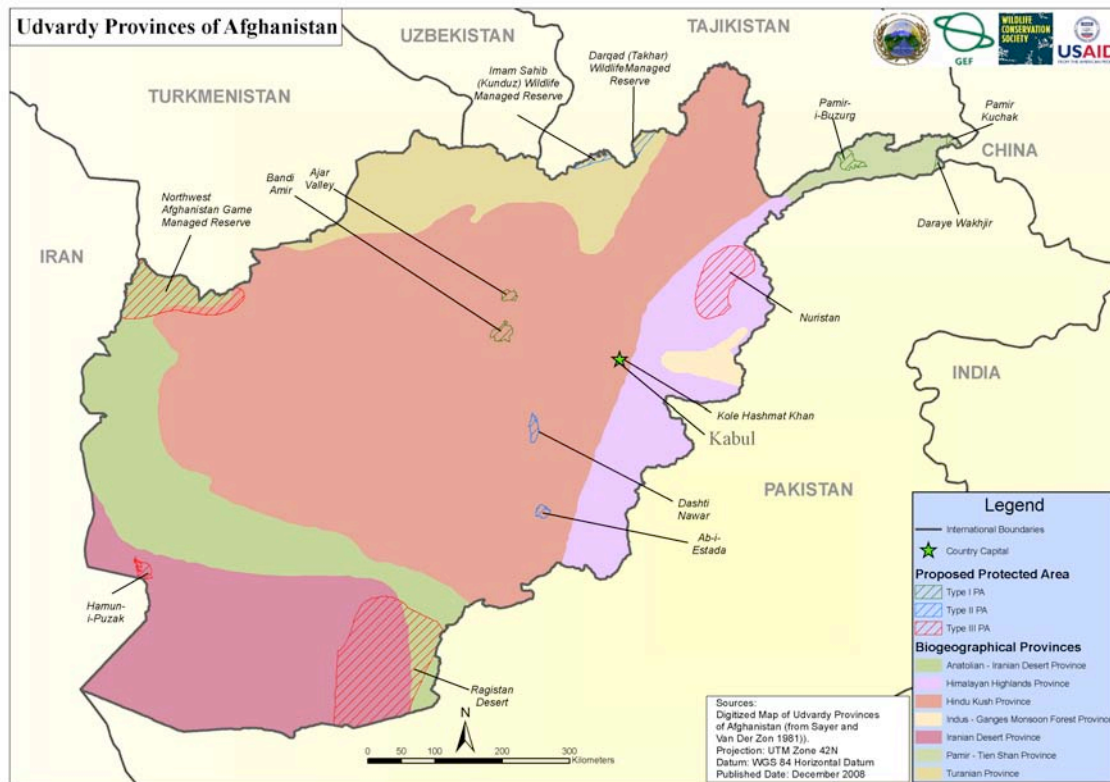 Udvardy Provinces of Afghanistan
UZBEKISTAN
TAJIKISTAN
TURKMENISTAN
IRAN
CHINA
INDIA
PAKISTAN
GEF
WILDLIFE
CONSERVATION
SOCIETY
USAID
Imam Sahib
(Kunduz) Wildlife
Managed Reserve
Darqad (Takhar)
WildlifeManaged
Reserve
Pamir-
i-Buzurg
Pamir
Kuchak
Daraye Wakhjir
Bandi
Amir
Ajar
Valley
Northwest
Afghanistan Game
Managed Reserve
Nuristan
Kole Hashmat Khan
Kabul
Dashti
Nawar
Ab-i-
Estada
Hamun-
i-Puzak
Ragistan
Desert
N
0 50 100 200 300
Kilometers
Sources:
Digitized Map of Udvardy Provinces
of Afghanistan (from Sayer and
Van Der Zon 1981)).
Projection: UTM Zone 42N
Datum: WGS 84 Horizontal Datum
Published Date: December 2008
Legend
International Boundaries
Country Capital
Proposed Protected Area
Type I PA
Type II PA
Type III PA
Biogeographical Provinces
Anatolian - Iranian Desert Province
Himalayan Highlands Province
Hindu Kush Province
Indus - Ganges Monsoon Forest Province
Iranian Desert Province
Pamir - Tien Shan Province
Turanian Province